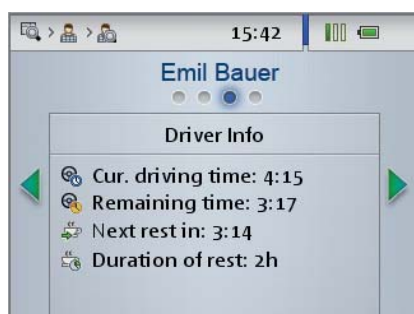 15:42
Emil Bauer
Driver Info
Cur. driving time: 4:15
Remaining time: 3:17
Next rest in: 3:14
Duration of rest: 2h